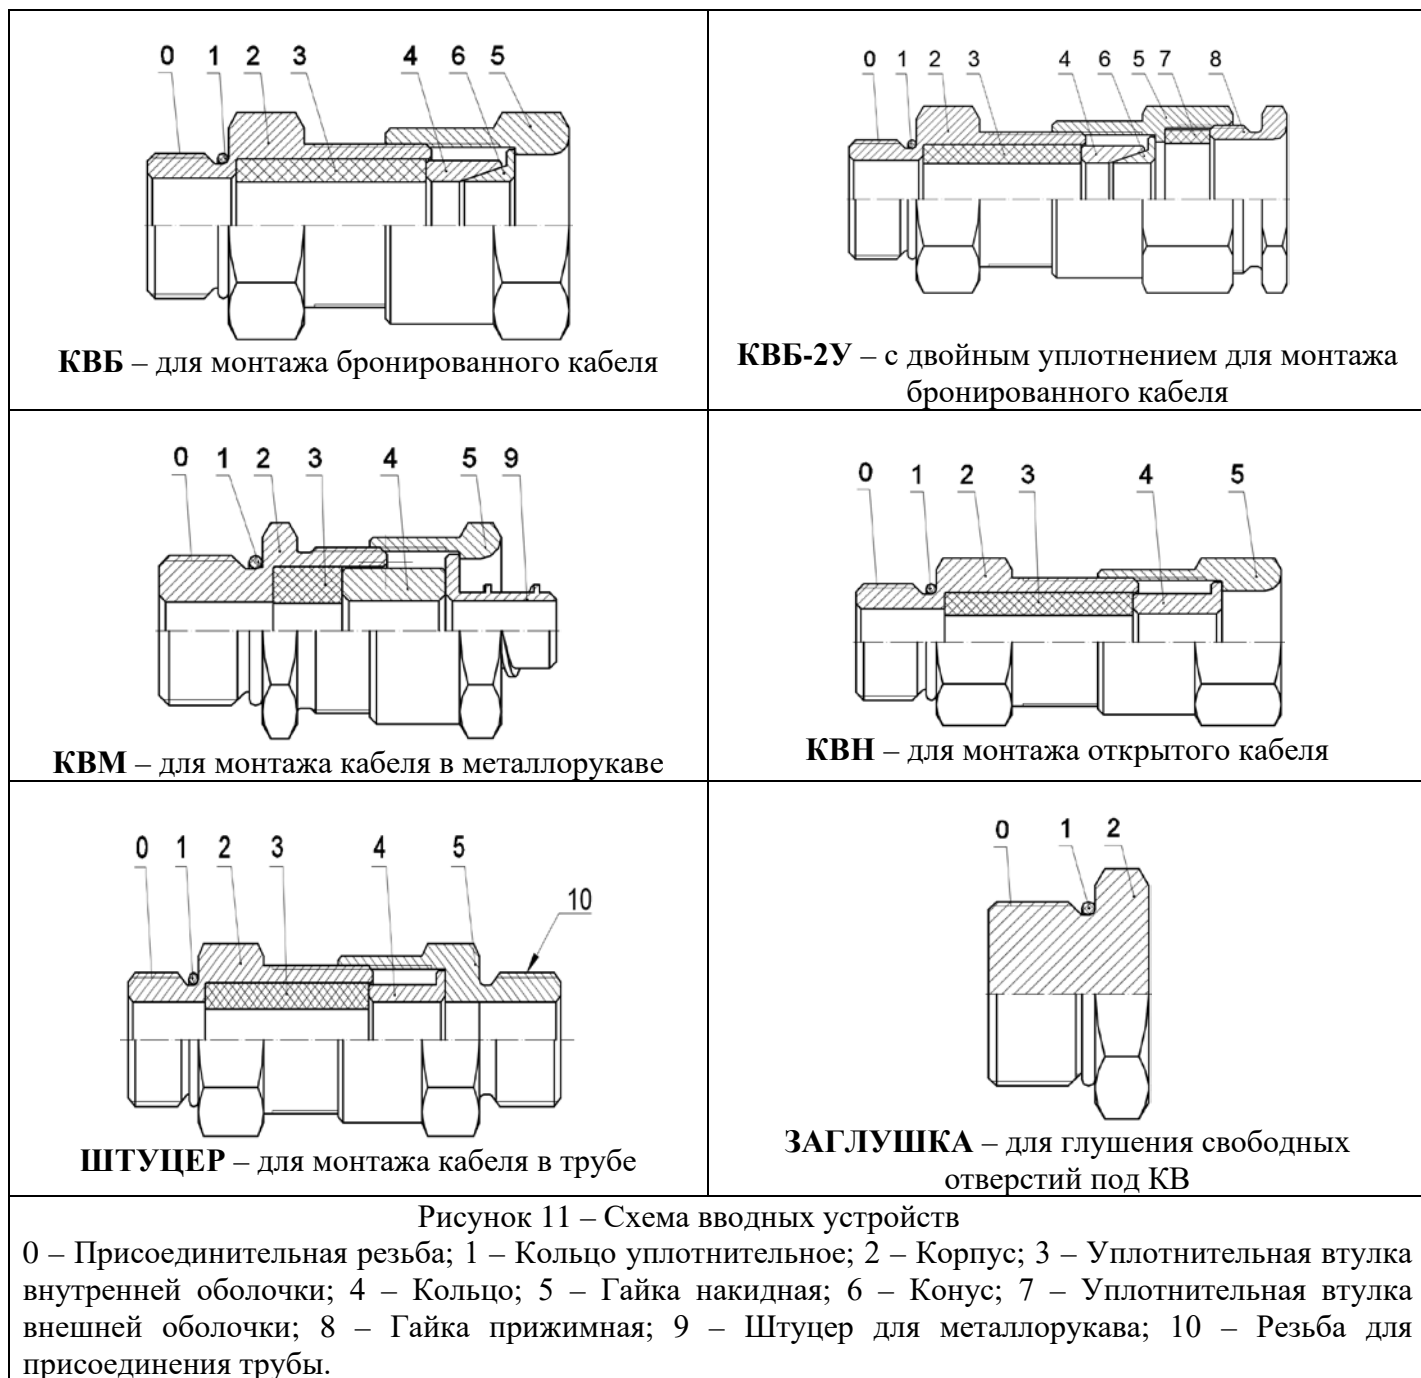 0 1 2 3 4 6 5
КВБ – для монтажа бронированного кабеля
0 1 2 3 4 6 5 7 8
КВБ-2У – с двойным уплотнением для монтажа
бронированного кабеля
0 1 2 3 4 5 9
КВМ – для монтажа кабеля в металлорукаве
0 1 2 3 4 5
КВН – для монтажа открытого кабеля
0 1 2 3 4 5
10
ШТУЦЕР – для монтажа кабеля в трубе
0 1 2
ЗАГЛУШКА – для глушения свободных
отверстий под КВ
Рисунок 11 – Схема вводных устройств
0 – Присоединительная резьба; 1 – Кольцо уплотнительное; 2 – Корпус; 3 – Уплотнительная втулка
внутренней оболочки; 4 – Кольцо; 5 – Гайка накидная; 6 – Конус; 7 – Уплотнительная втулка
внешней оболочки; 8 – Гайка прижимная; 9 – Штуцер для металлорукава; 10 – Резьба для
присоединения трубы.